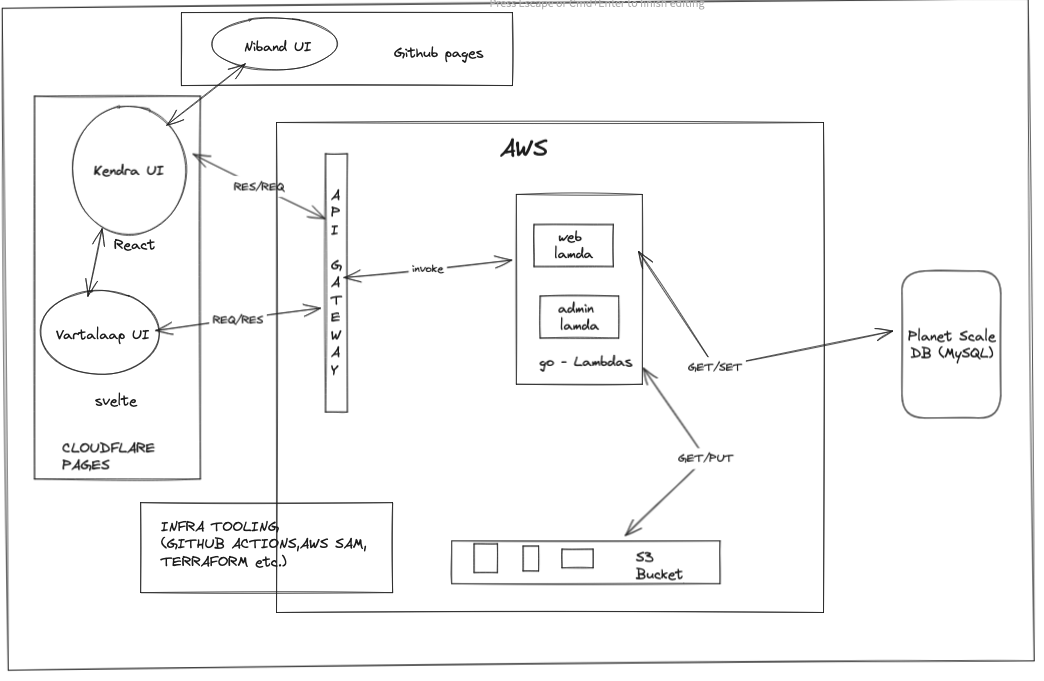 Press Escape or Cmd+Enter to finish editing
Niband UI
Github pages
Kendra UI
React
Vartalaap UI
svelte
CLOUDFLARE
PAGES
RES/REQ
REQ/RES
AWS
API GATEWAY
invoke
web
lamda
admin
lamda
go - Lambdas
GET/SET
Planet Scale
DB (MySQL)
GET/PUT
S3
Bucket
INFRA TOOLING
(GITHUB ACTIONS,AWS SAM,
TERRAFORM etc.)